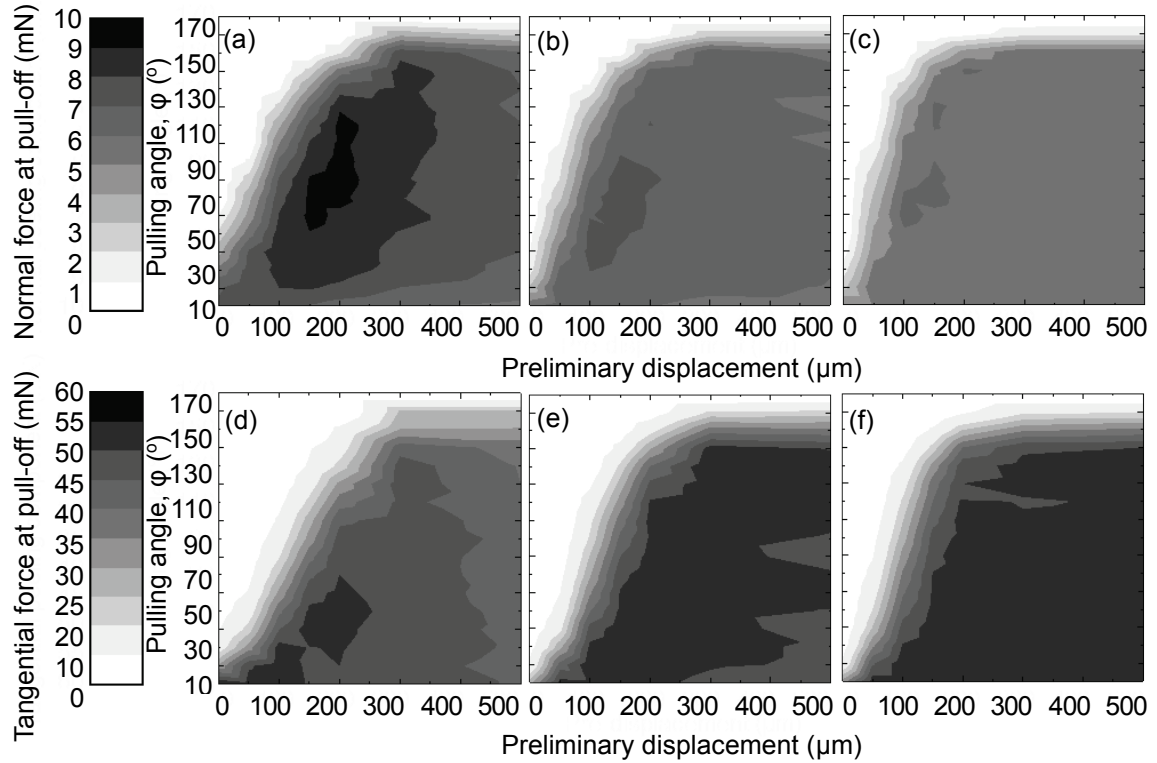 Normal force at pull-off (mN)
10
9
8
7
6
5
4
3
2
1
0
Pulling angle, φ (º)
170
150
130
110
90
70
50
30
10
(a)
(b)
(c)
0 100 200 300 400 500
0 100 200 300 400 500
0 100 200 300 400 500
Preliminary displacement (µm)
Tangential force at pull-off (mN)
60
55
50
45
40
35
30
25
20
10
0
Pulling angle, φ (º)
170
150
130
110
90
70
50
30
10
(d)
(e)
(f)
0 100 200 300 400 500
0 100 200 300 400 500
0 100 200 300 400 500
Preliminary displacement (µm)